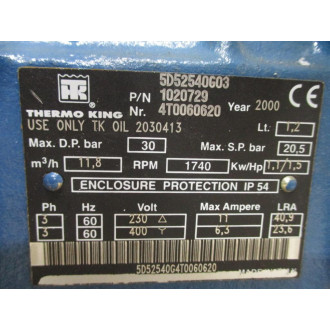 5D52540G03
TK
P/N 1020729
THERMO KING Nr. 4T0060620 Year 2000 CE
USE ONLY TK OIL 2030413 Lt. 1,2
Max. D.P. bar 30 Max. S.P. bar 20,5
m³/h 11,8 RPM 1740 Kw/Hp 1,1/1,5
ENCLOSURE PROTECTION IP 54
Ph Hz Volt Max Ampere LRA
3 60 230 △ 11 40,9
3 60 400 Y 6,3 23,6
5D52540G4T0060620